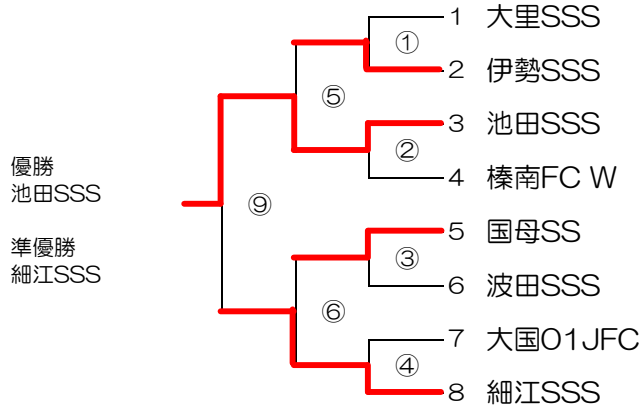 1 大里SSS
①
2 伊勢SSS
⑤
3 池田SSS
②
4 榛南FC W
優勝
池田SSS
⑨
準優勝
細江SSS
5 国母SS
③
6 波田SSS
⑥
7 大国01JFC
④
8 細江SSS